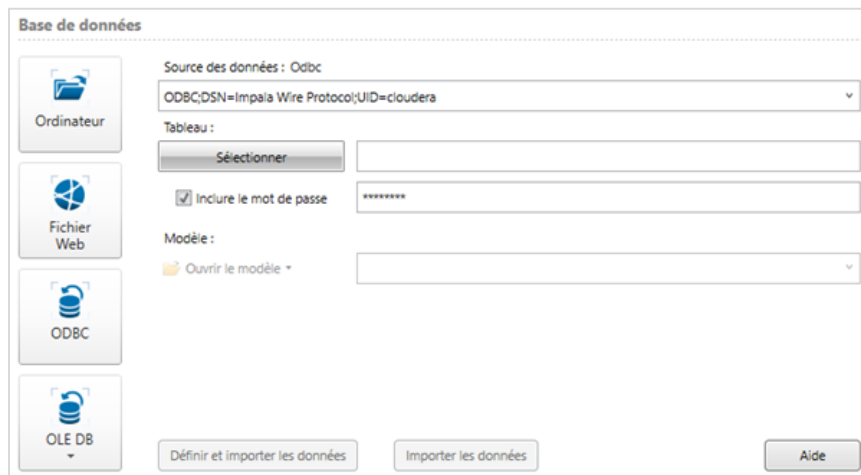 Base de données
Ordinateur
Fichier
Web
ODBC
OLE DB
Source des données : Odbc
ODBC;DSN=Impala Wire Protocol;UID=cloudera
Tableau :
Sélectionner
Inclure le mot de passe
********
Modèle :
Ouvrir le modèle
Définir et importer les données
Importer les données
Aide